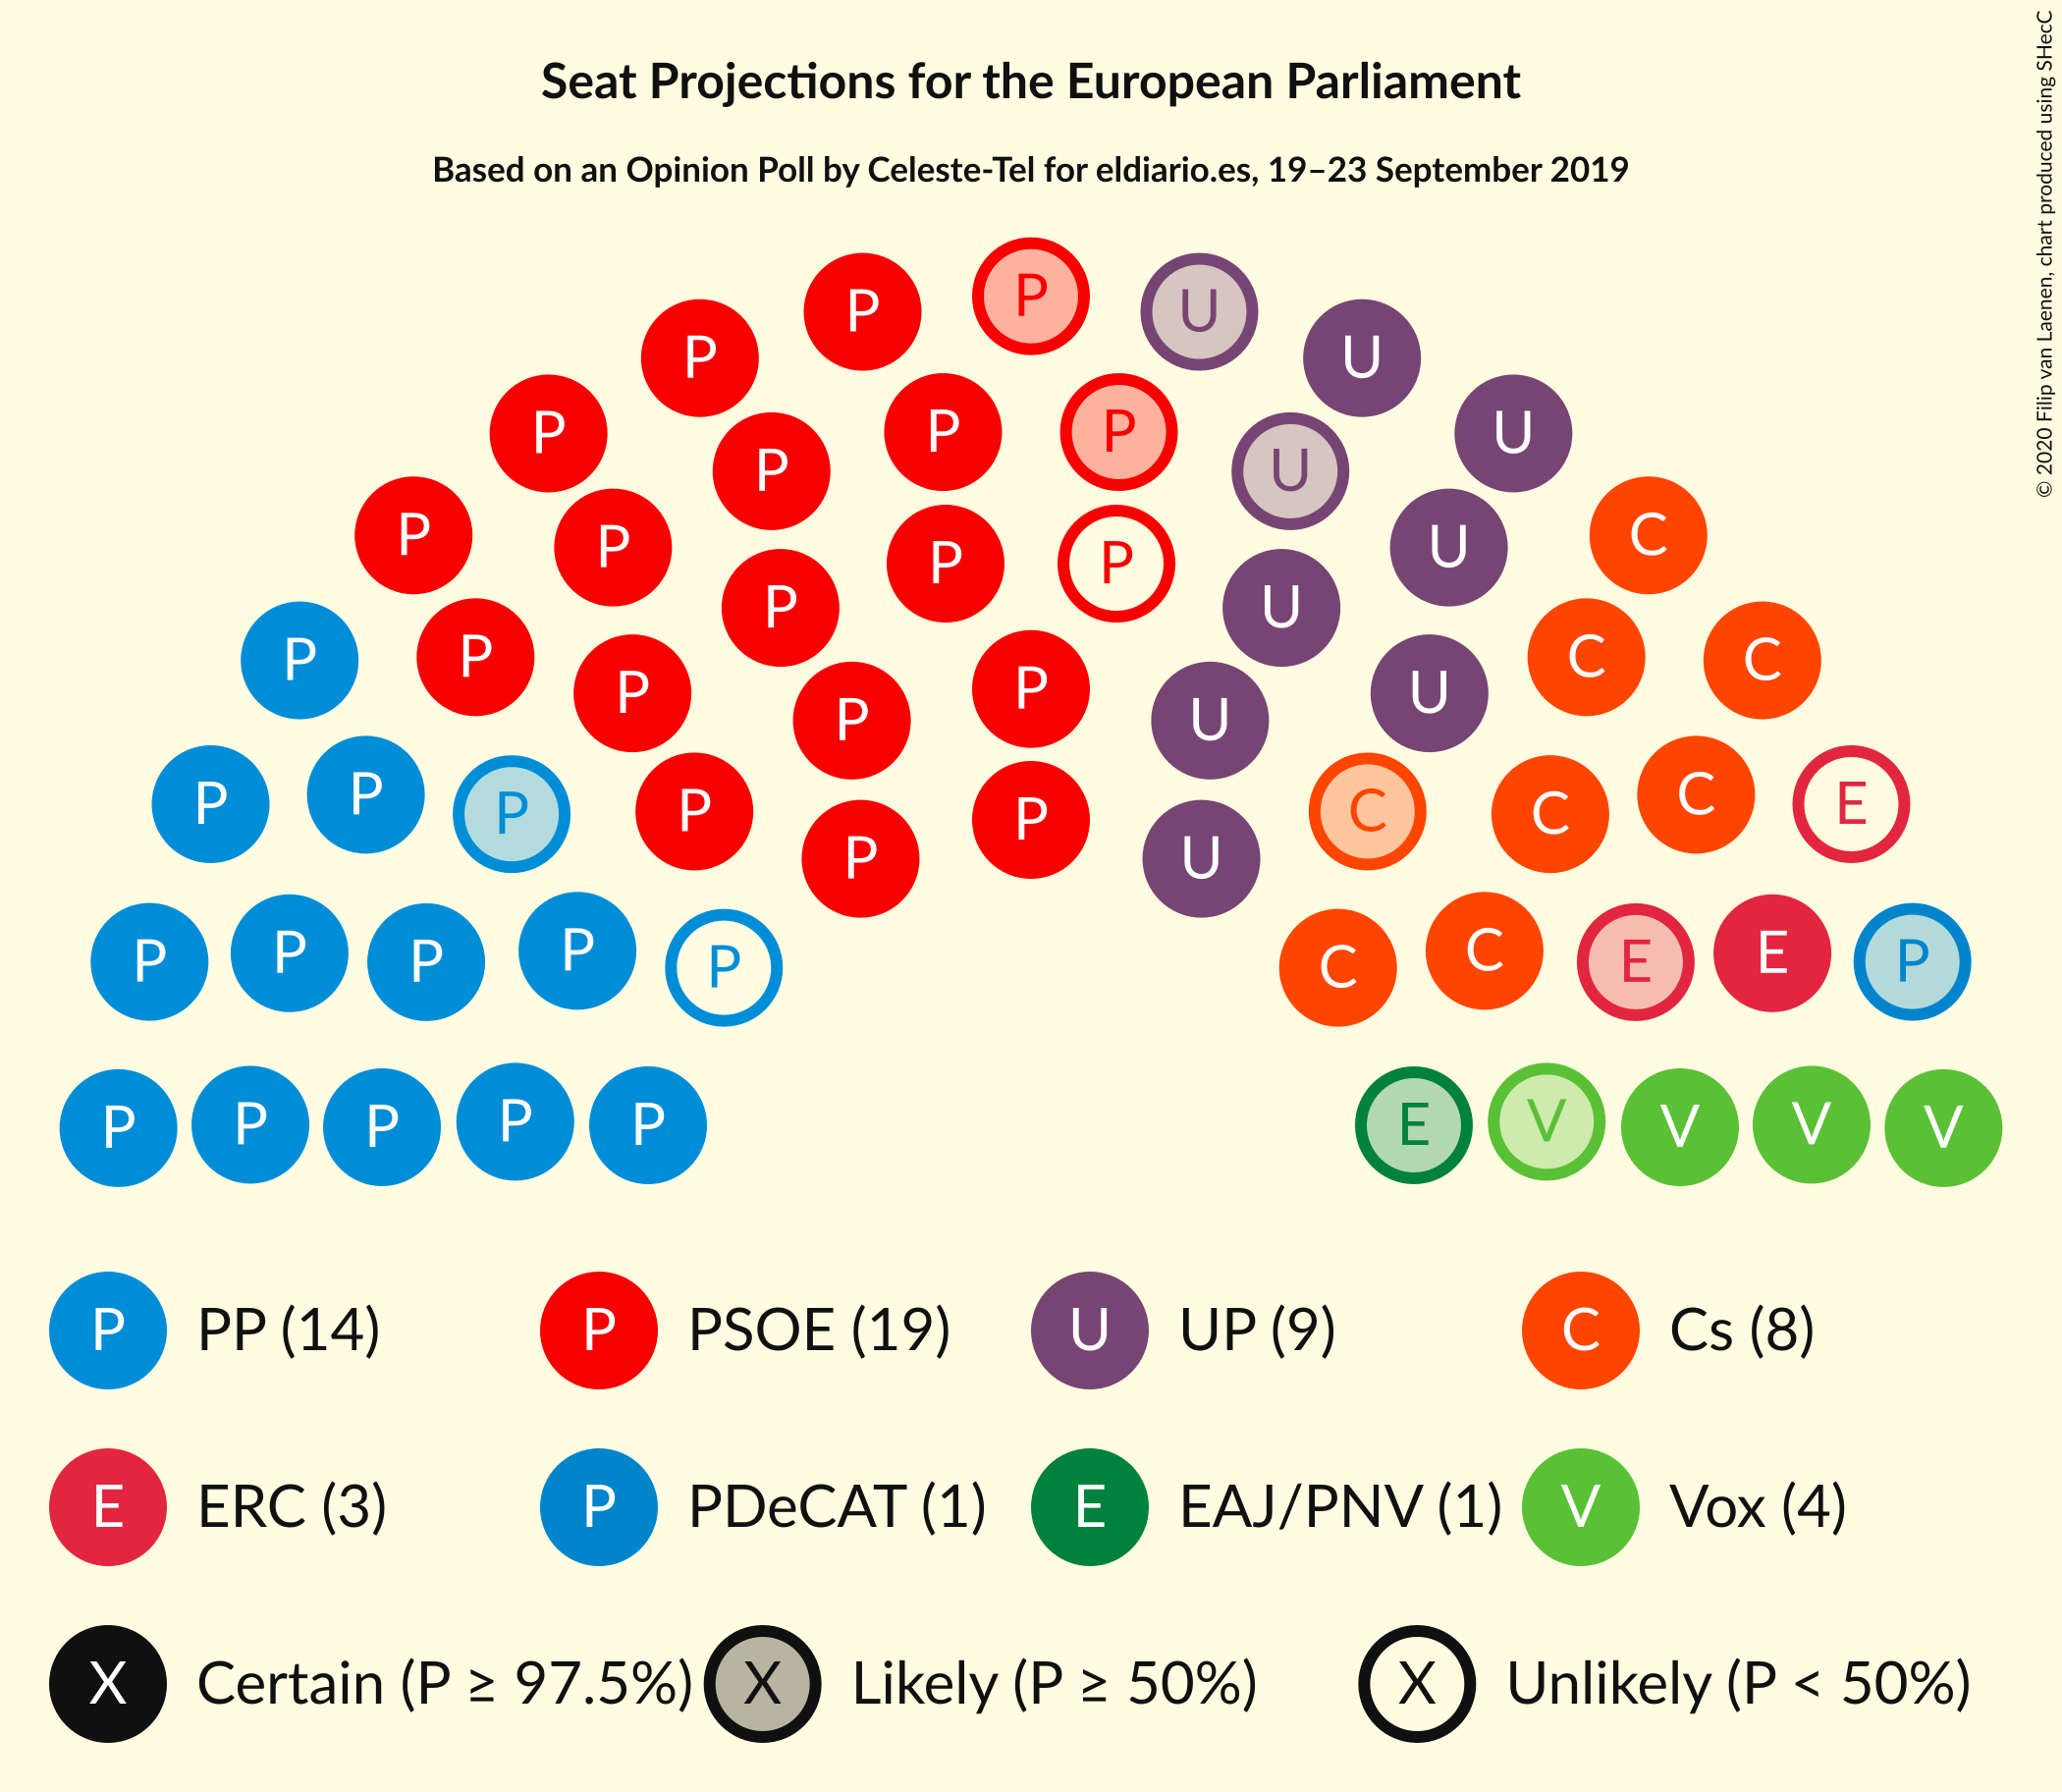 Seat Projections for the European Parliament
Based on an Opinion Poll by Celeste-Tel for eldiario.es, 19–23 September 2019
© 2020 Filip van Laenen, chart produced using SHecC
P U
P U
P U
P P U
P U
P C
P P U
P P
P U
P C C
P P U
P P
P U
P P C
P P C E
P P C
P U
P P P P C C E E P
P P
P P P P P E V V V V
P PP (14) P PSOE (19) U UP (9) C Cs (8)
E ERC (3) P PDeCAT (1) E EAJ/PNV (1) V Vox (4)
X Certain (P ≥ 97.5%) X Likely (P ≥ 50%) X Unlikely (P < 50%)